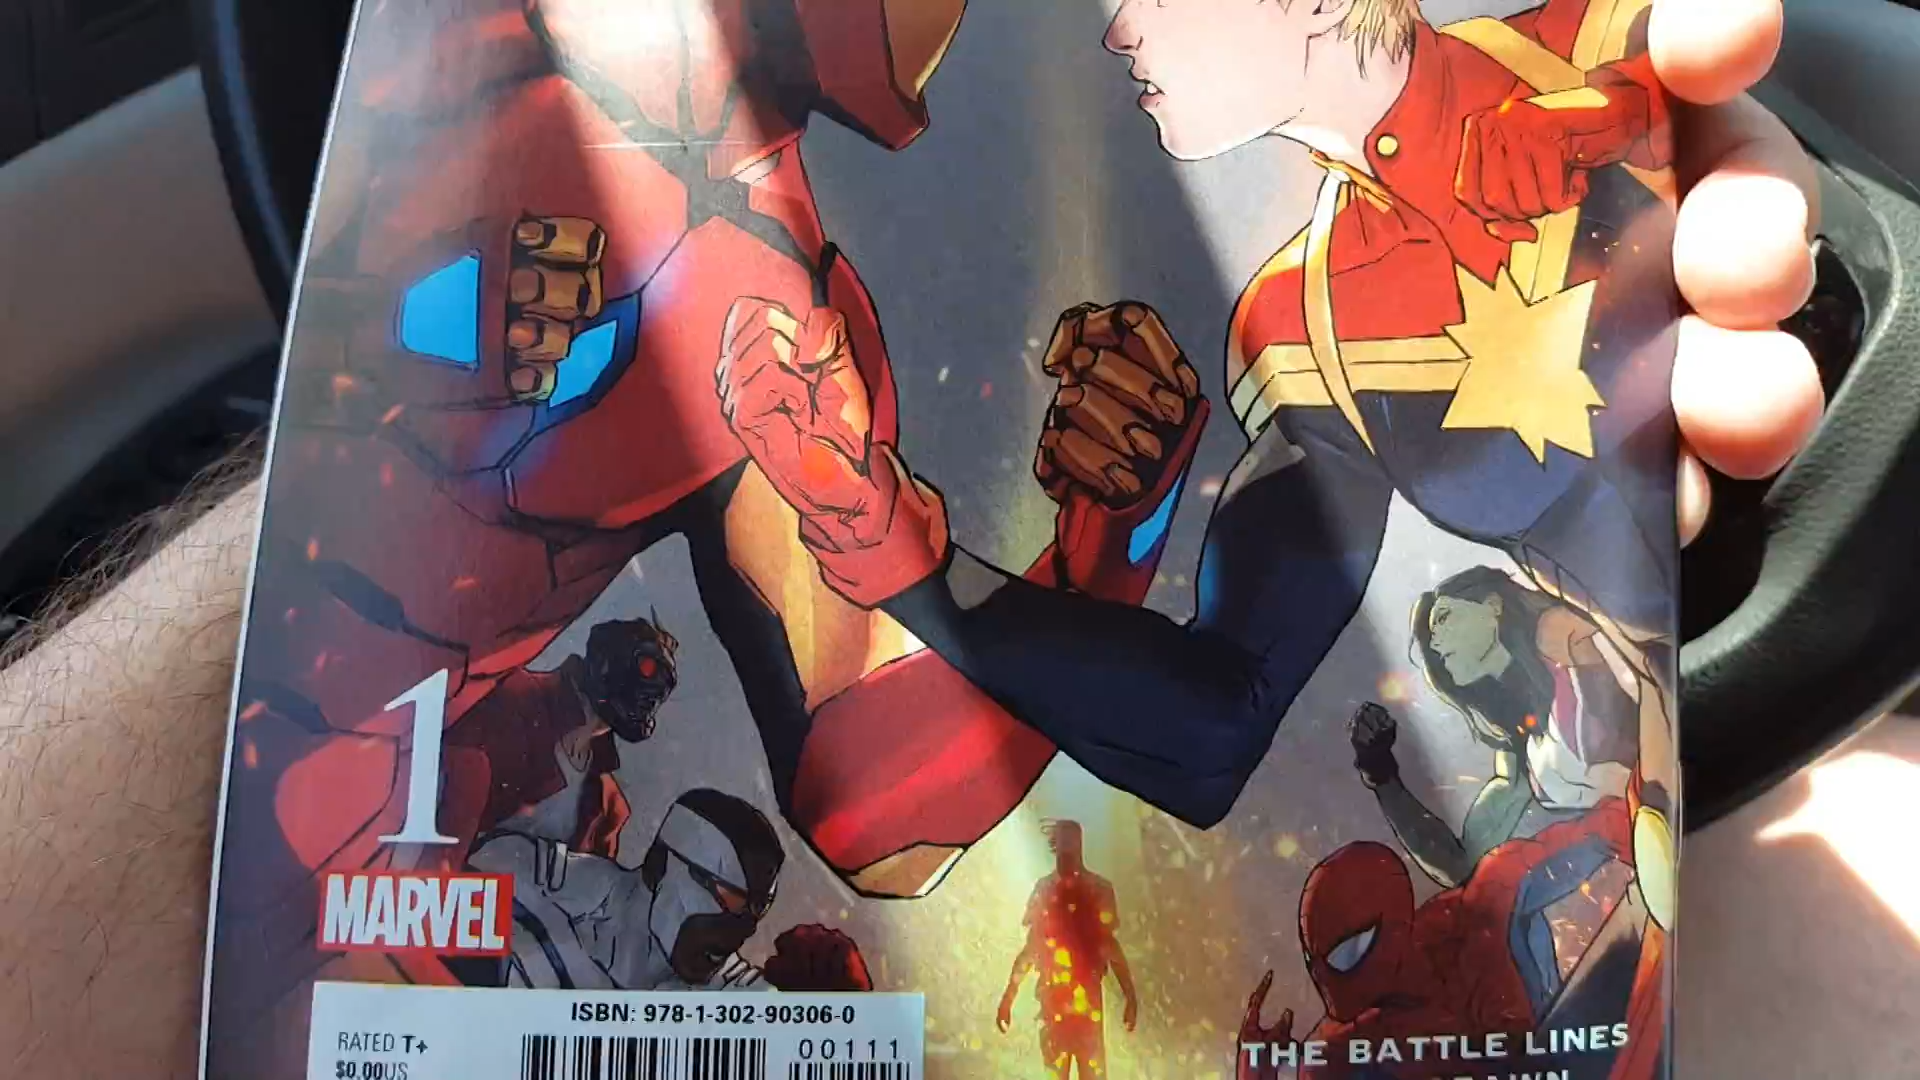 1
MARVEL
ISBN: 978-1-302-90306-0
RATED T+
$0.00US
00111
THE BATTLE LINES